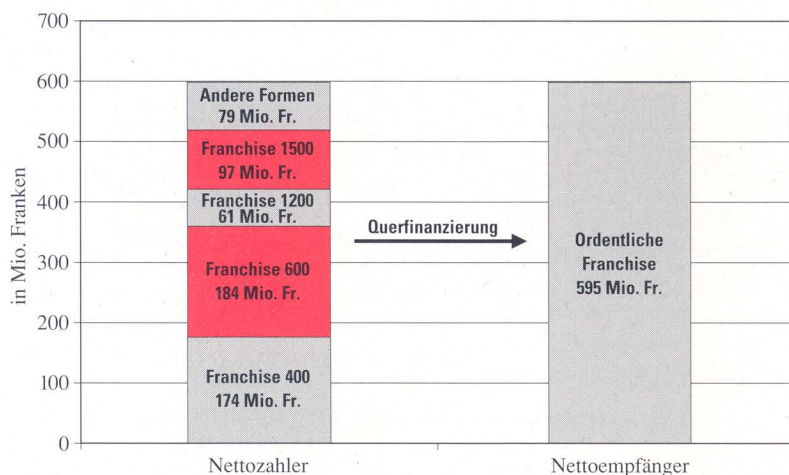 in Mio. Franken
700
600
500
400
300
200
100
0
Andere Formen
79 Mio. Fr.
Franchise 1500
97 Mio. Fr.
Franchise 1200
61 Mio. Fr.
Franchise 600
184 Mio. Fr.
Franchise 400
174 Mio. Fr.
Querfinanzierung
Ordentliche
Franchise
595 Mio. Fr.
Nettozahler
Nettoempfänger